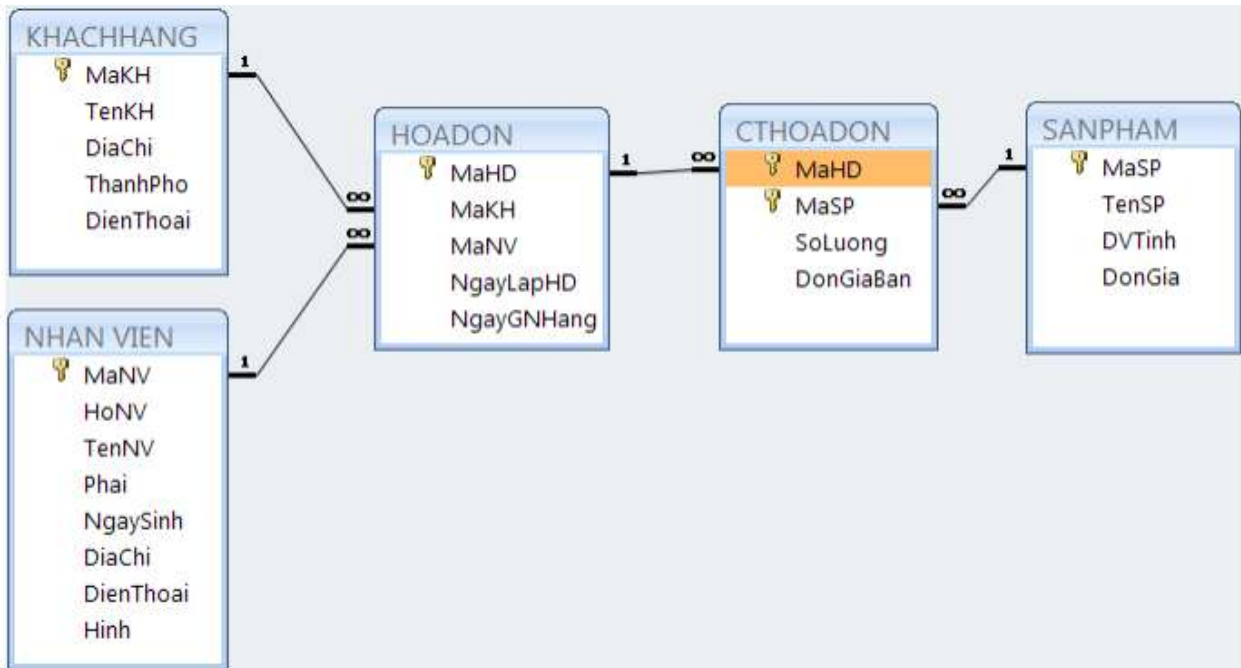 KHACHHANG
MaKH
TenKH
DiaChi
ThanhPho
DienThoai
1
∞
NHAN VIEN
MaNV
HoNV
TenNV
Phai
NgaySinh
DiaChi
DienThoai
Hinh
1
∞
HOADON
MaHD
MaKH
MaNV
NgayLapHD
NgayGNHang
1
∞
CTHOADON
MaHD
MaSP
SoLuong
DonGiaBan
∞
1
SANPHAM
MaSP
TenSP
DVTinh
DonGia